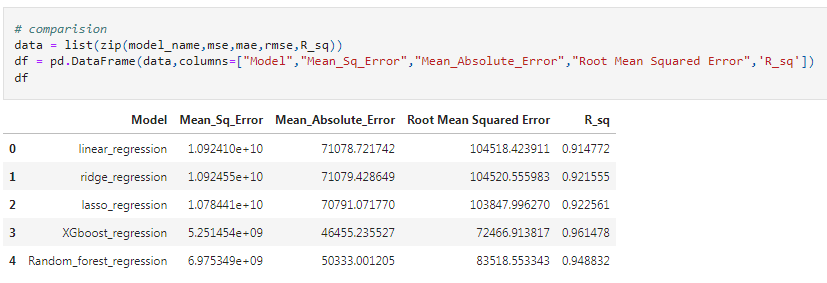 # comparision
data = list(zip(model_name,mse,mae,rmse,R_sq))
df = pd.DataFrame(data,columns=["Model","Mean_Sq_Error","Mean_Absolute_Error","Root Mean Squared Error",'R_sq'])
df
Model Mean_Sq_Error Mean_Absolute_Error Root Mean Squared Error R_sq
0 linear_regression 1.092410e+10 71078.721742 104518.423911 0.914772
1 ridge_regression 1.092455e+10 71079.428649 104520.555983 0.921555
2 lasso_regression 1.078441e+10 70791.071770 103847.996270 0.922561
3 XGboost_regression 5.251454e+09 46455.235527 72466.913817 0.961478
4 Random_forest_regression 6.975349e+09 50333.001205 83518.553343 0.948832